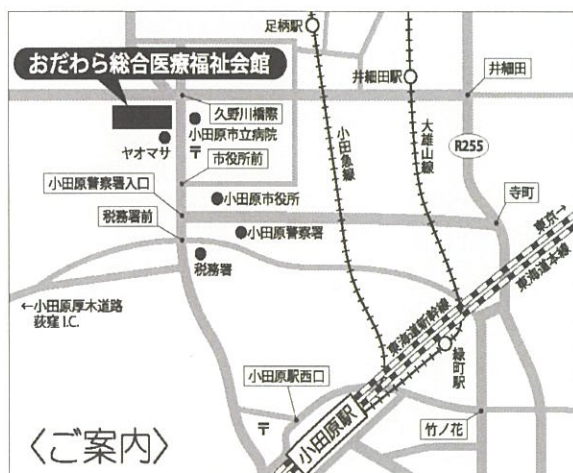 足柄駅
おだわら総合医療福祉会館
井細田駅
井細田
久野川橋際
小田原市立病院
〒
ヤオマサ
小田急線
大雄山線
R255
市役所前
小田原警察署入口
小田原市役所
寺町
税務署前
小田原警察署
東京→
税務署
東海道本線
←小田原厚木道路
荻窪 I.C.
東海道新幹線
緑町駅
小田原駅西口
〒
小田原駅
竹ノ花
〈ご案内〉